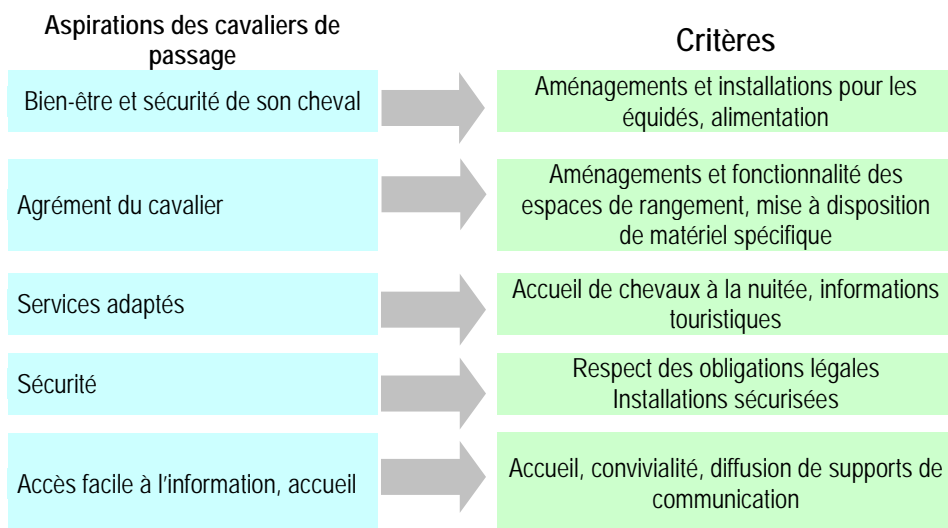 Aspirations des cavaliers de
passage
Critères
Bien-être et sécurité de son cheval
Aménagements et installations pour les
équidés, alimentation
Agrément du cavalier
Aménagements et fonctionnalité des
espaces de rangement, mise à disposition
de matériel spécifique
Services adaptés
Accueil de chevaux à la nuitée, informations
touristiques
Sécurité
Respect des obligations légales
Installations sécurisées
Accès facile à l'information, accueil
Accueil, convivialité, diffusion de supports de
communication